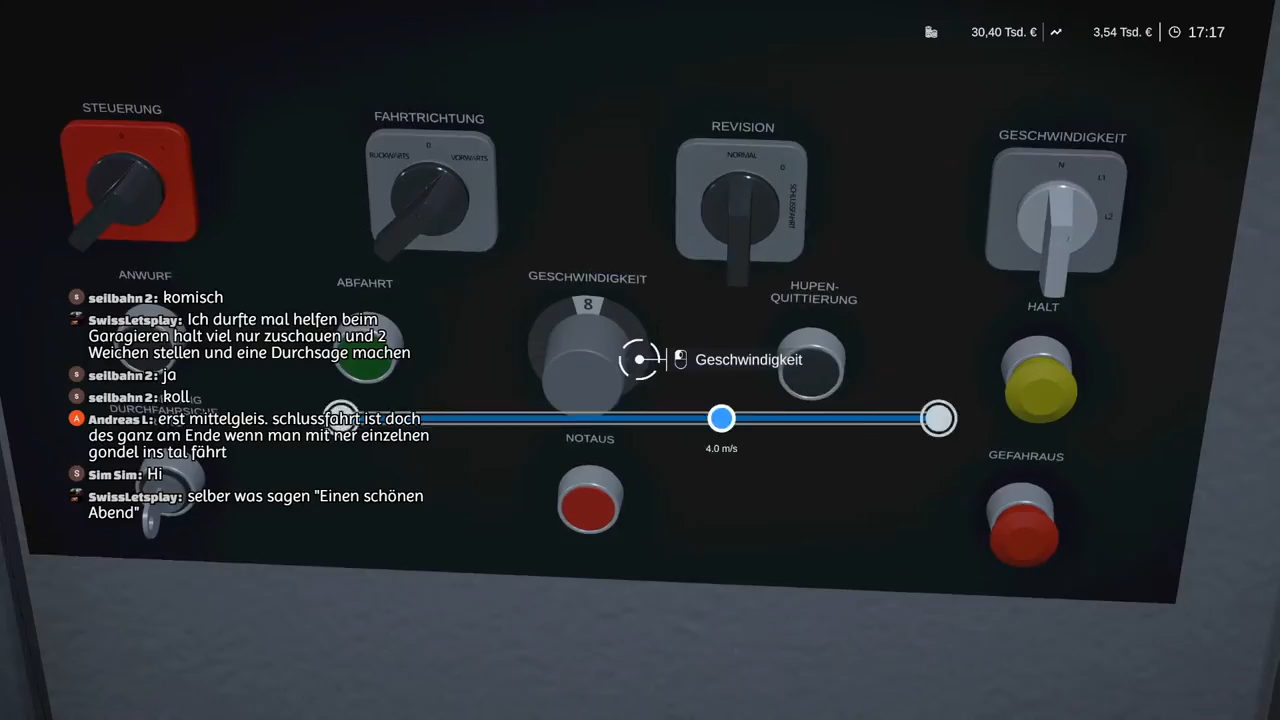 30,40 Tsd. €
3,54 Tsd. €
17:17
STEUERUNG
FAHRTRICHTUNG
REVISION
GESCHWINDIGKEIT
0
RÜCKWÄRTS
VORWÄRTS
NORMAL
0
SCHLUSSFAHRT
N
L1
L2
ANWURF
ABFAHRT
GESCHWINDIGKEIT
8
HUPEN-
QUITTIERUNG
HALT
seilbahn 2: komisch
SwissLetsplay: Ich durfte mal helfen beim
Garagieren halt viel nur zuschauen und 2
Weichen stellen und eine Durchsage machen
Geschwindigkeit
seilbahn 2: ja
seilbahn 2: koll
Andreas L: erst mittelgleis. schlussfahrt ist doch
des ganz am Ende wenn man mit ner einzelnen
gondel ins tal fährt
4.0 m/s
NOTAUS
GEFAHRAUS
Sim Sim: Hi
SwissLetsplay: selber was sagen "Einen schönen
Abend"